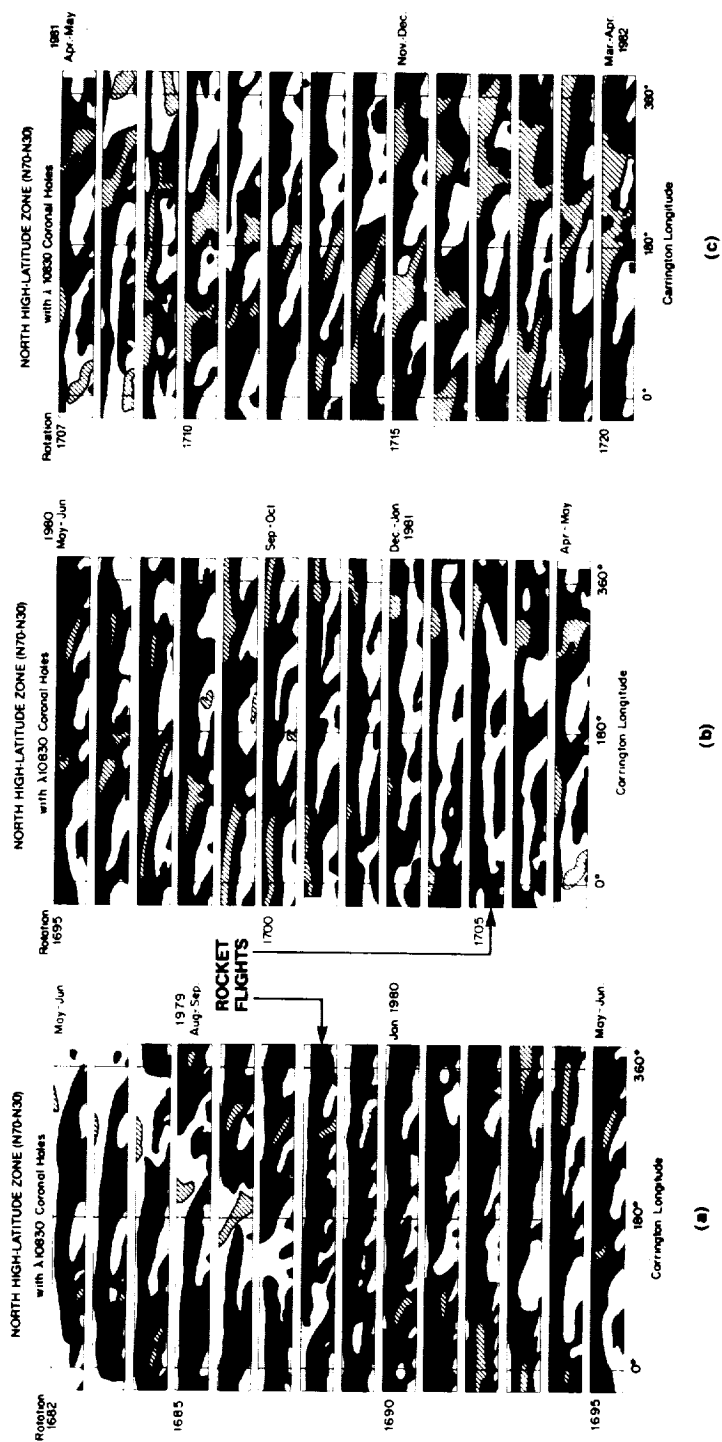 NORTH HIGH-LATITUDE ZONE (N70-N30)
with λ10830 Coronal Holes
Rotation
1682
May-Jun
1685
1979
Aug-Sep
ROCKET
FLIGHTS
1690
Jan 1980
1695
May-Jun
0°
180°
360°
Carrington Longitude
(a)
NORTH HIGH-LATITUDE ZONE (N70-N30)
with λ10830 Coronal Holes
Rotation
1695
1980
May-Jun
1700
Sep-Oct
Dec-Jan
1981
1705
Apr-May
0°
180°
360°
Carrington Longitude
(b)
NORTH HIGH-LATITUDE ZONE (N70-N30)
with λ 10830 Coronal Holes
Rotation
1707
1981
Apr-May
1710
1715
Nov-Dec.
1720
Mar-Apr
1982
0°
180°
360°
Carrington Longitude
(c)